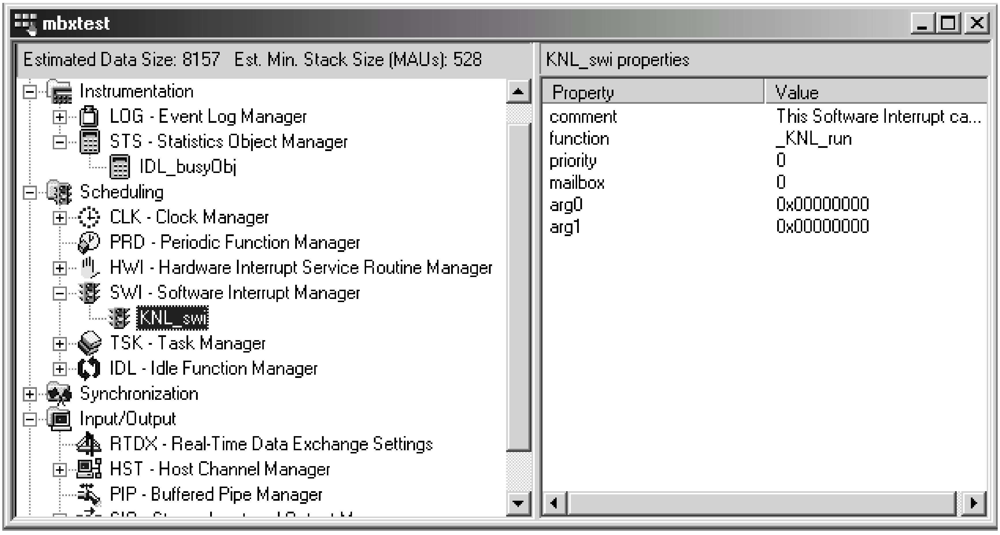 mbxtest
Estimated Data Size: 8157 Est. Min. Stack Size (MAUs): 528
Instrumentation
LOG - Event Log Manager
STS - Statistics Object Manager
IDL_busyObj
Scheduling
CLK - Clock Manager
PRD - Periodic Function Manager
HWI - Hardware Interrupt Service Routine Manager
SWI - Software Interrupt Manager
KNL_swi
TSK - Task Manager
IDL - Idle Function Manager
Synchronization
Input/Output
RTDX - Real-Time Data Exchange Settings
HST - Host Channel Manager
PIP - Buffered Pipe Manager
KNL_swi properties
Property Value
comment This Software Interrupt ca...
function _KNL_run
priority 0
mailbox 0
arg0 0x00000000
arg1 0x00000000